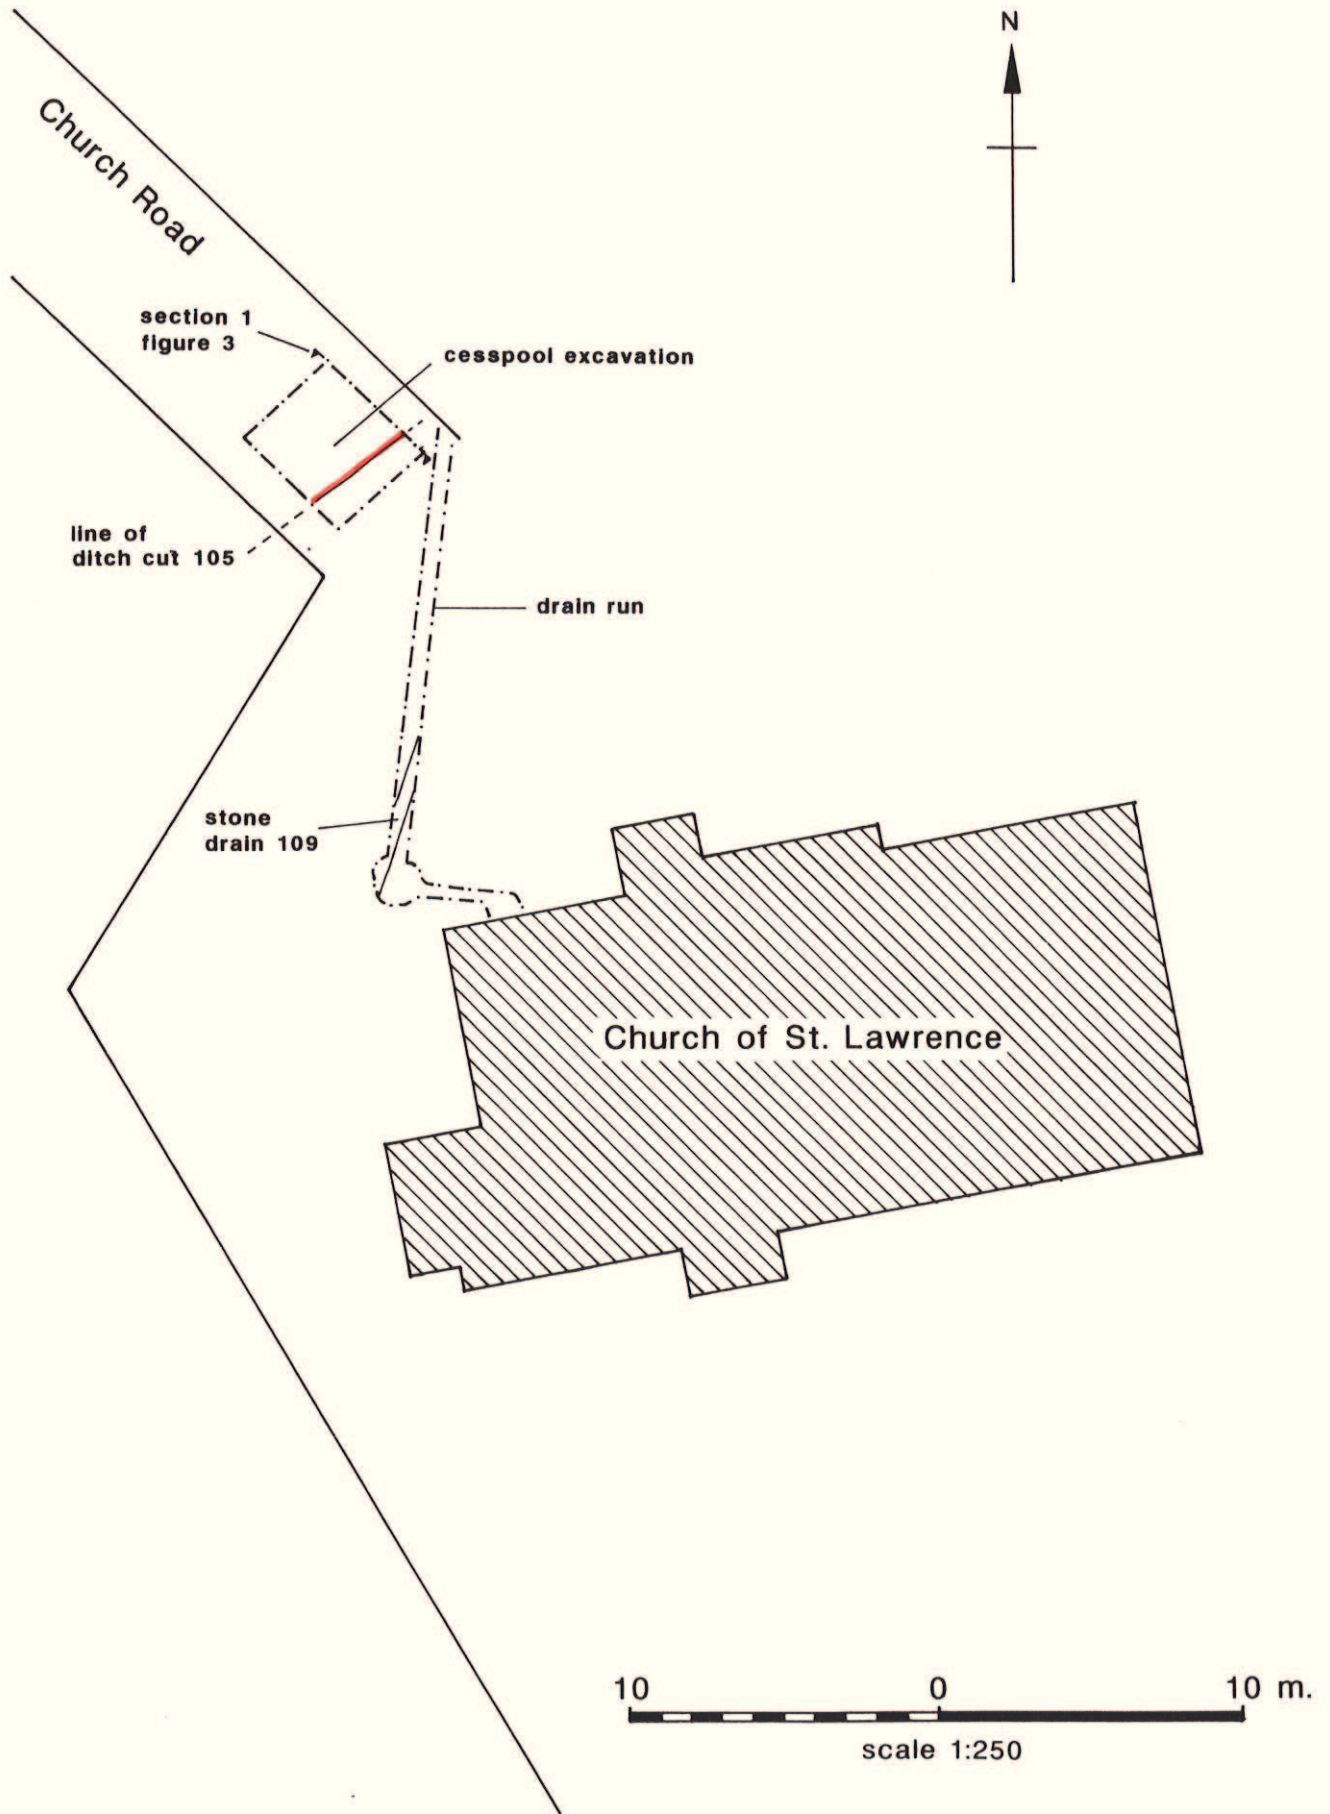 N
Church Road
section 1
figure 3
cesspool excavation
line of
ditch cut 105
drain run
stone
drain 109
Church of St. Lawrence
10 0 10 m.
scale 1:250